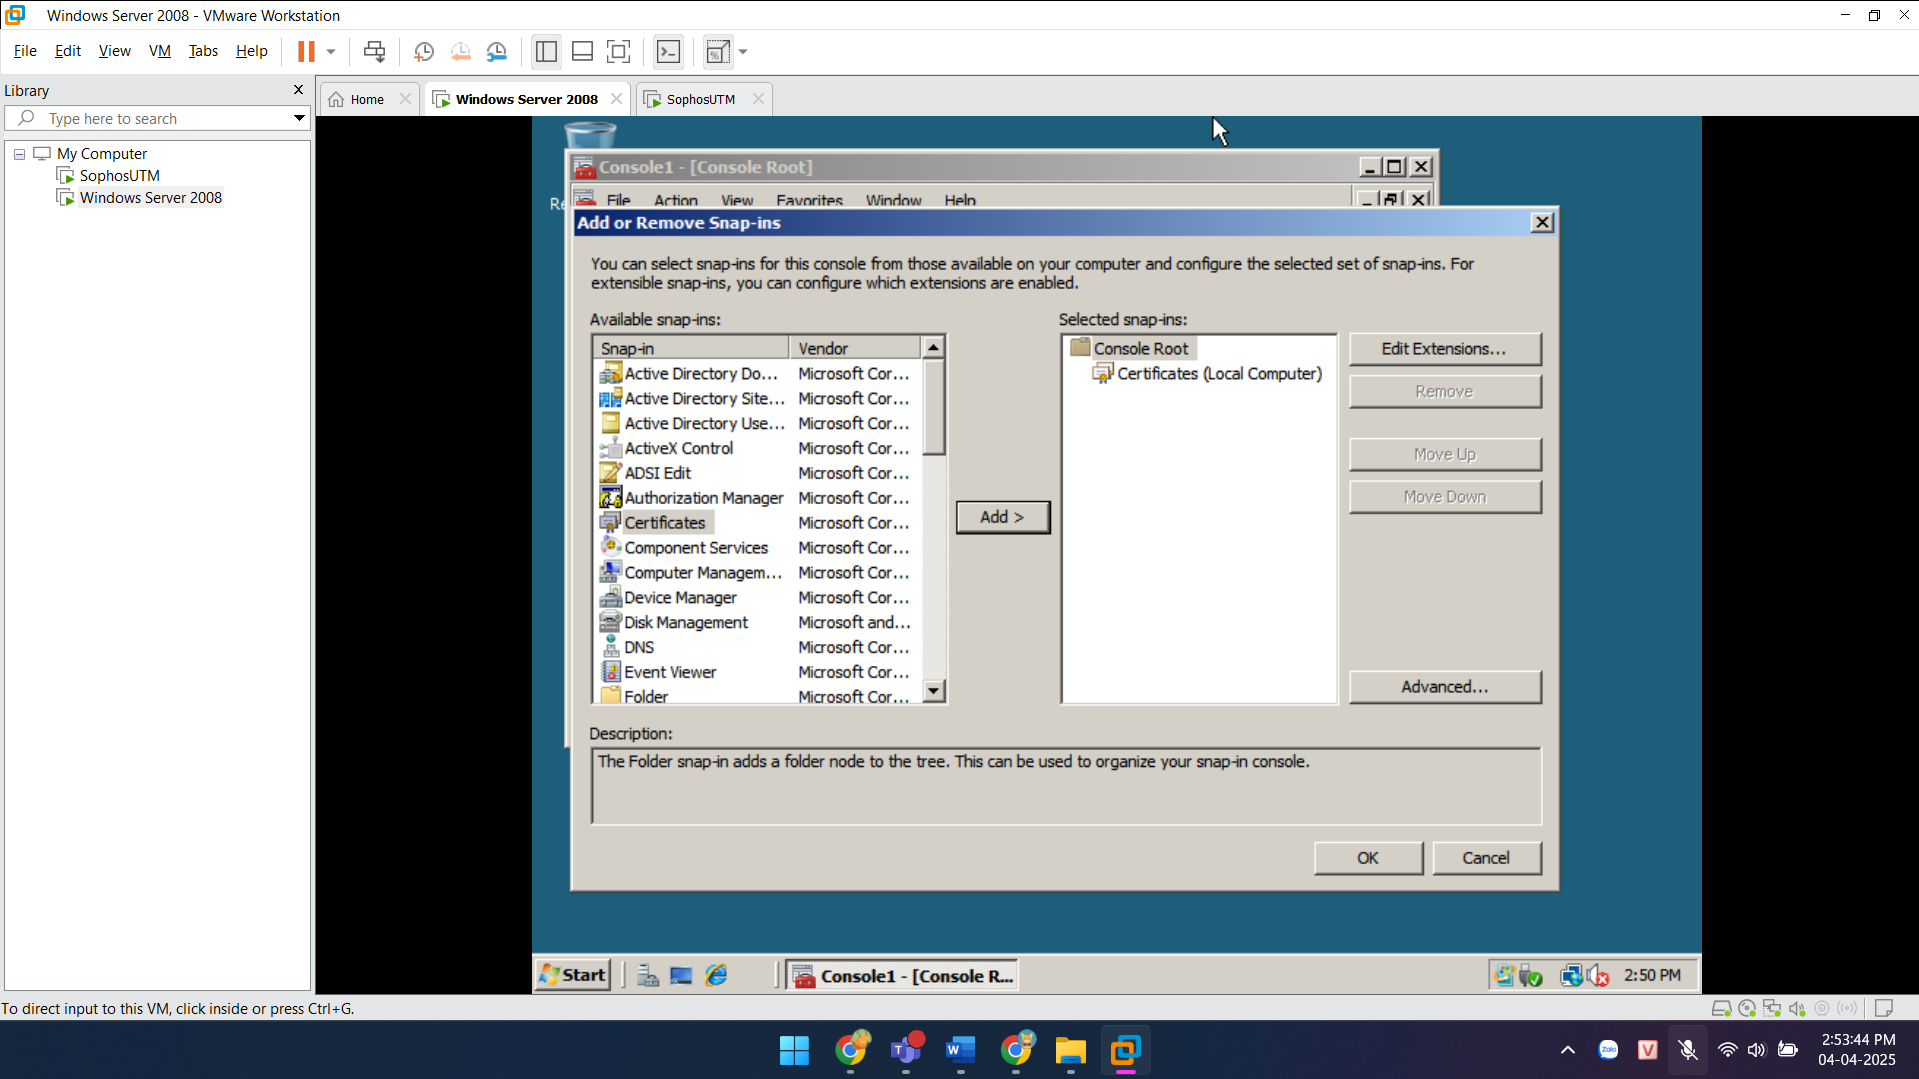 Windows Server 2008 - VMware Workstation
File Edit View VM Tabs Help
Library
Type here to search
My Computer
SophosUTM
Windows Server 2008
Home
Windows Server 2008
SophosUTM
Console1 - [Console Root]
File Action View Favorites Window Help
Add or Remove Snap-ins
You can select snap-ins for this console from those available on your computer and configure the selected set of snap-ins. For
extensible snap-ins, you can configure which extensions are enabled.
Available snap-ins:
Snap-in Vendor
Active Directory Do... Microsoft Cor...
Active Directory Site... Microsoft Cor...
Active Directory Use... Microsoft Cor...
ActiveX Control Microsoft Cor...
ADSI Edit Microsoft Cor...
Authorization Manager Microsoft Cor...
Certificates Microsoft Cor...
Component Services Microsoft Cor...
Computer Managem... Microsoft Cor...
Device Manager Microsoft Cor...
Disk Management Microsoft and...
DNS Microsoft Cor...
Event Viewer Microsoft Cor...
Folder Microsoft Cor...
Add >
Selected snap-ins:
Console Root
Certificates (Local Computer)
Edit Extensions...
Remove
Move Up
Move Down
Advanced...
Description:
The Folder snap-in adds a folder node to the tree. This can be used to organize your snap-in console.
OK Cancel
Start
Console1 - [Console R...
2:50 PM
To direct input to this VM, click inside or press Ctrl+G.
Zalo
2:53:44 PM
04-04-2025